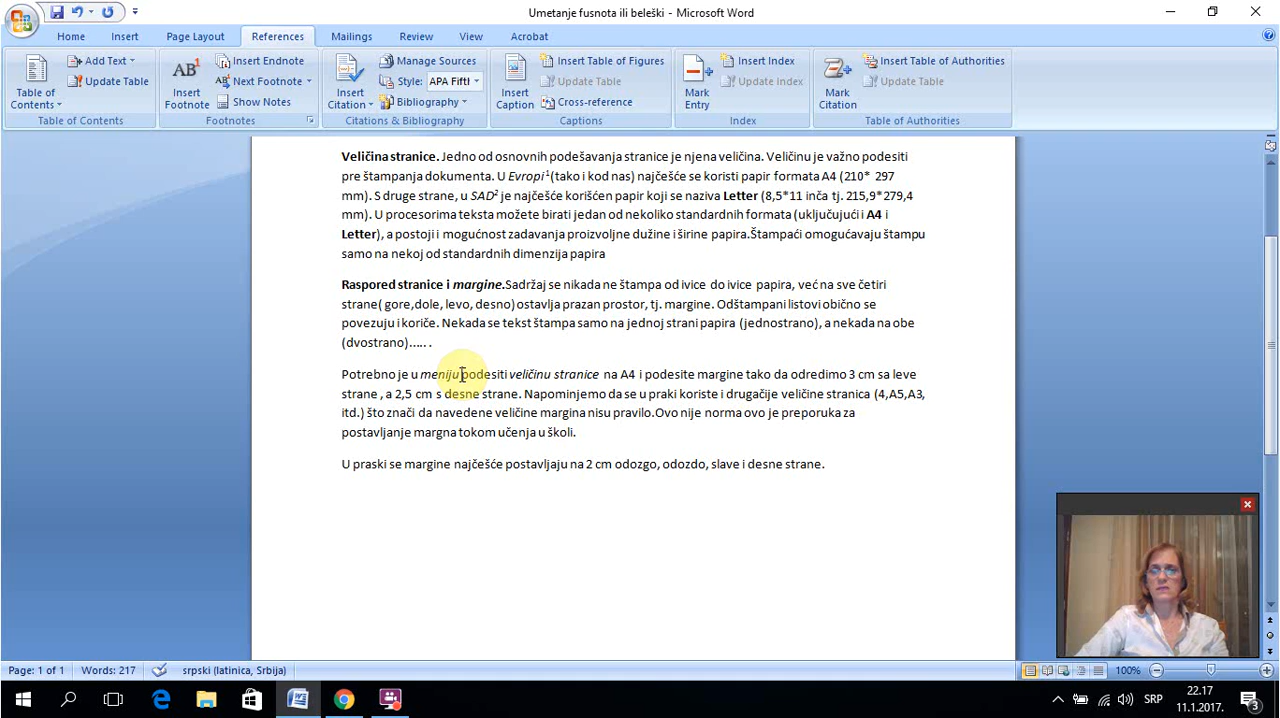 Umetanje fusnota ili beleški - Microsoft Word
Home Insert Page Layout References Mailings Review View Acrobat
Table of Contents
Add Text
Update Table
Table of Contents
AB¹
Insert Footnote
Insert Endnote
Next Footnote
Show Notes
Footnotes
Insert Citation
Manage Sources
Style: APA Fift
Bibliography
Citations & Bibliography
Insert Caption
Insert Table of Figures
Update Table
Cross-reference
Captions
Mark Entry
Insert Index
Update Index
Index
Mark Citation
Insert Table of Authorities
Update Table
Table of Authorities
Veličina stranice. Jedno od osnovnih podešavanja stranice je njena veličina. Veličinu je važno podesiti
pre štampanja dokumenta. U Evropi ¹(tako i kod nas) najčešće se koristi papir formata A4 (210* 297
mm). S druge strane, u SAD² je najčešće korišćen papir koji se naziva Letter (8,5*11 inča tj. 215,9*279,4
mm). U procesorima teksta možete birati jedan od nekoliko standardnih formata (uključujući i A4 i
Letter), a postoji i mogućnost zadavanja proizvoljne dužine i širine papira.Štampaći omogućavaju štampu
samo na nekoj od standardnih dimenzija papira
Raspored stranice i margine.Sadržaj se nikada ne štampa od ivice do ivice papira, već na sve četiri
strane( gore,dole, levo, desno) ostavlja prazan prostor, tj. margine. Odštampani listovi obično se
povezuju i koriče. Nekada se tekst štampa samo na jednoj strani papira (jednostrano), a nekada na obe
(dvostrano)..... .
Potrebno je u meniju podesiti veličinu stranice na A4 i podesite margine tako da odredimo 3 cm sa leve
strane , a 2,5 cm s desne strane. Napominjemo da se u praki koriste i drugačije veličine stranica (4,A5,A3,
itd.) što znači da navedene veličine margina nisu pravilo.Ovo nije norma ovo je preporuka za
postavljanje margna tokom učenja u školi.
U praski se margine najčešće postavljaju na 2 cm odozgo, odozdo, slave i desne strane.
Page: 1 of 1 Words: 217 srpski (latinica, Srbija) 100%
SRP
22.17
11.1.2017.
3